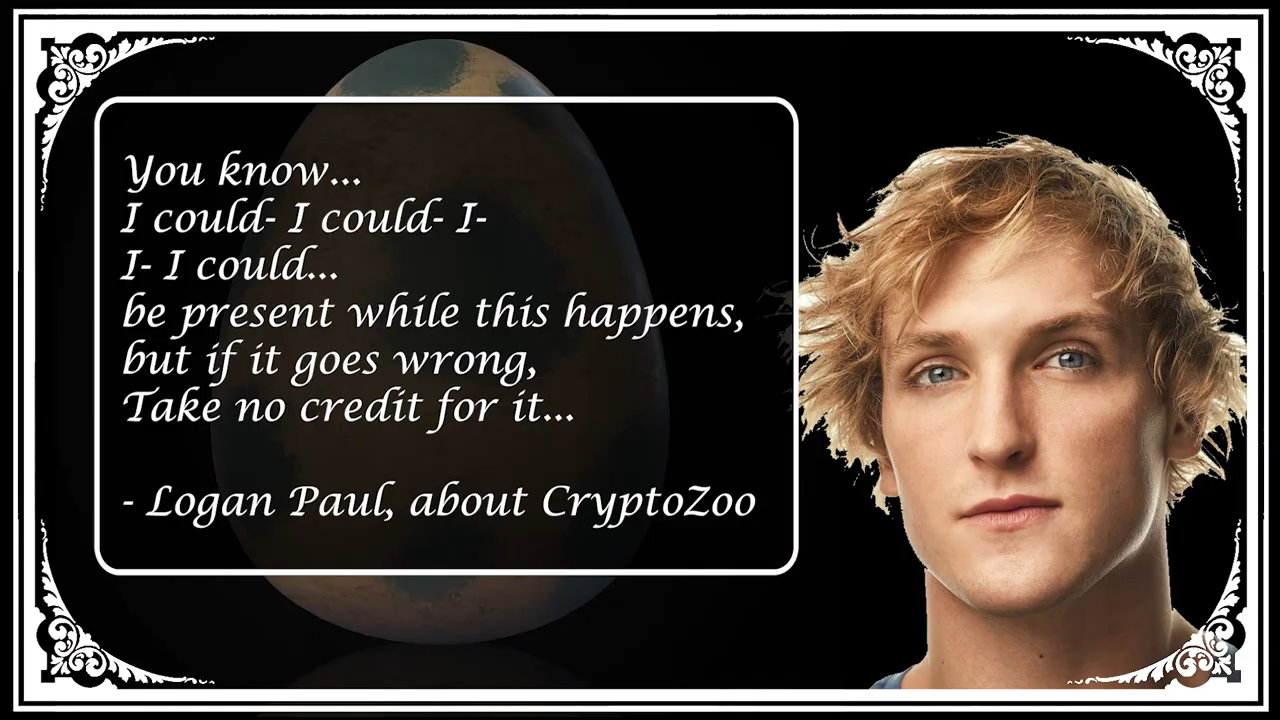 You know...
I could- I could- I-
I- I could...
be present while this happens,
but if it goes wrong,
Take no credit for it...
- Logan Paul, about CryptoZoo